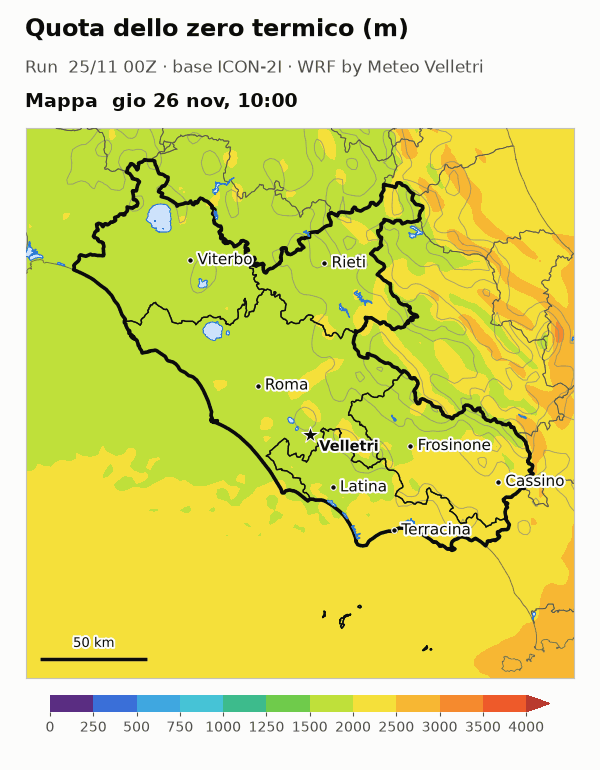 Quota dello zero termico (m)
Run  25/11 00Z · base ICON-2I · WRF by Meteo Velletri
Mappa  gio 26 nov, 10:00
Viterbo
Rieti
Roma
Velletri
Frosinone
Cassino
Latina
Terracina
50 km
0 250 500 750 1000 1250 1500 2000 2500 3000 3500 4000